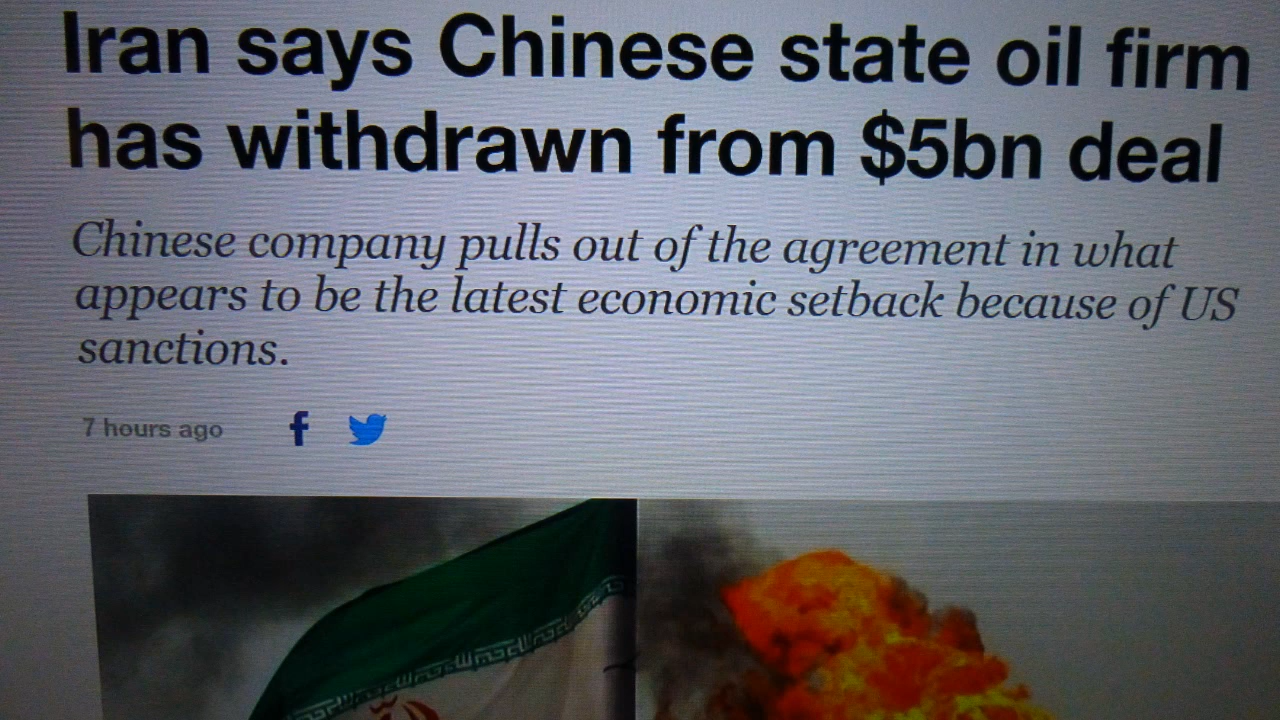 Iran says Chinese state oil firm
has withdrawn from $5bn deal
Chinese company pulls out of the agreement in what
appears to be the latest economic setback because of US
sanctions.
7 hours ago